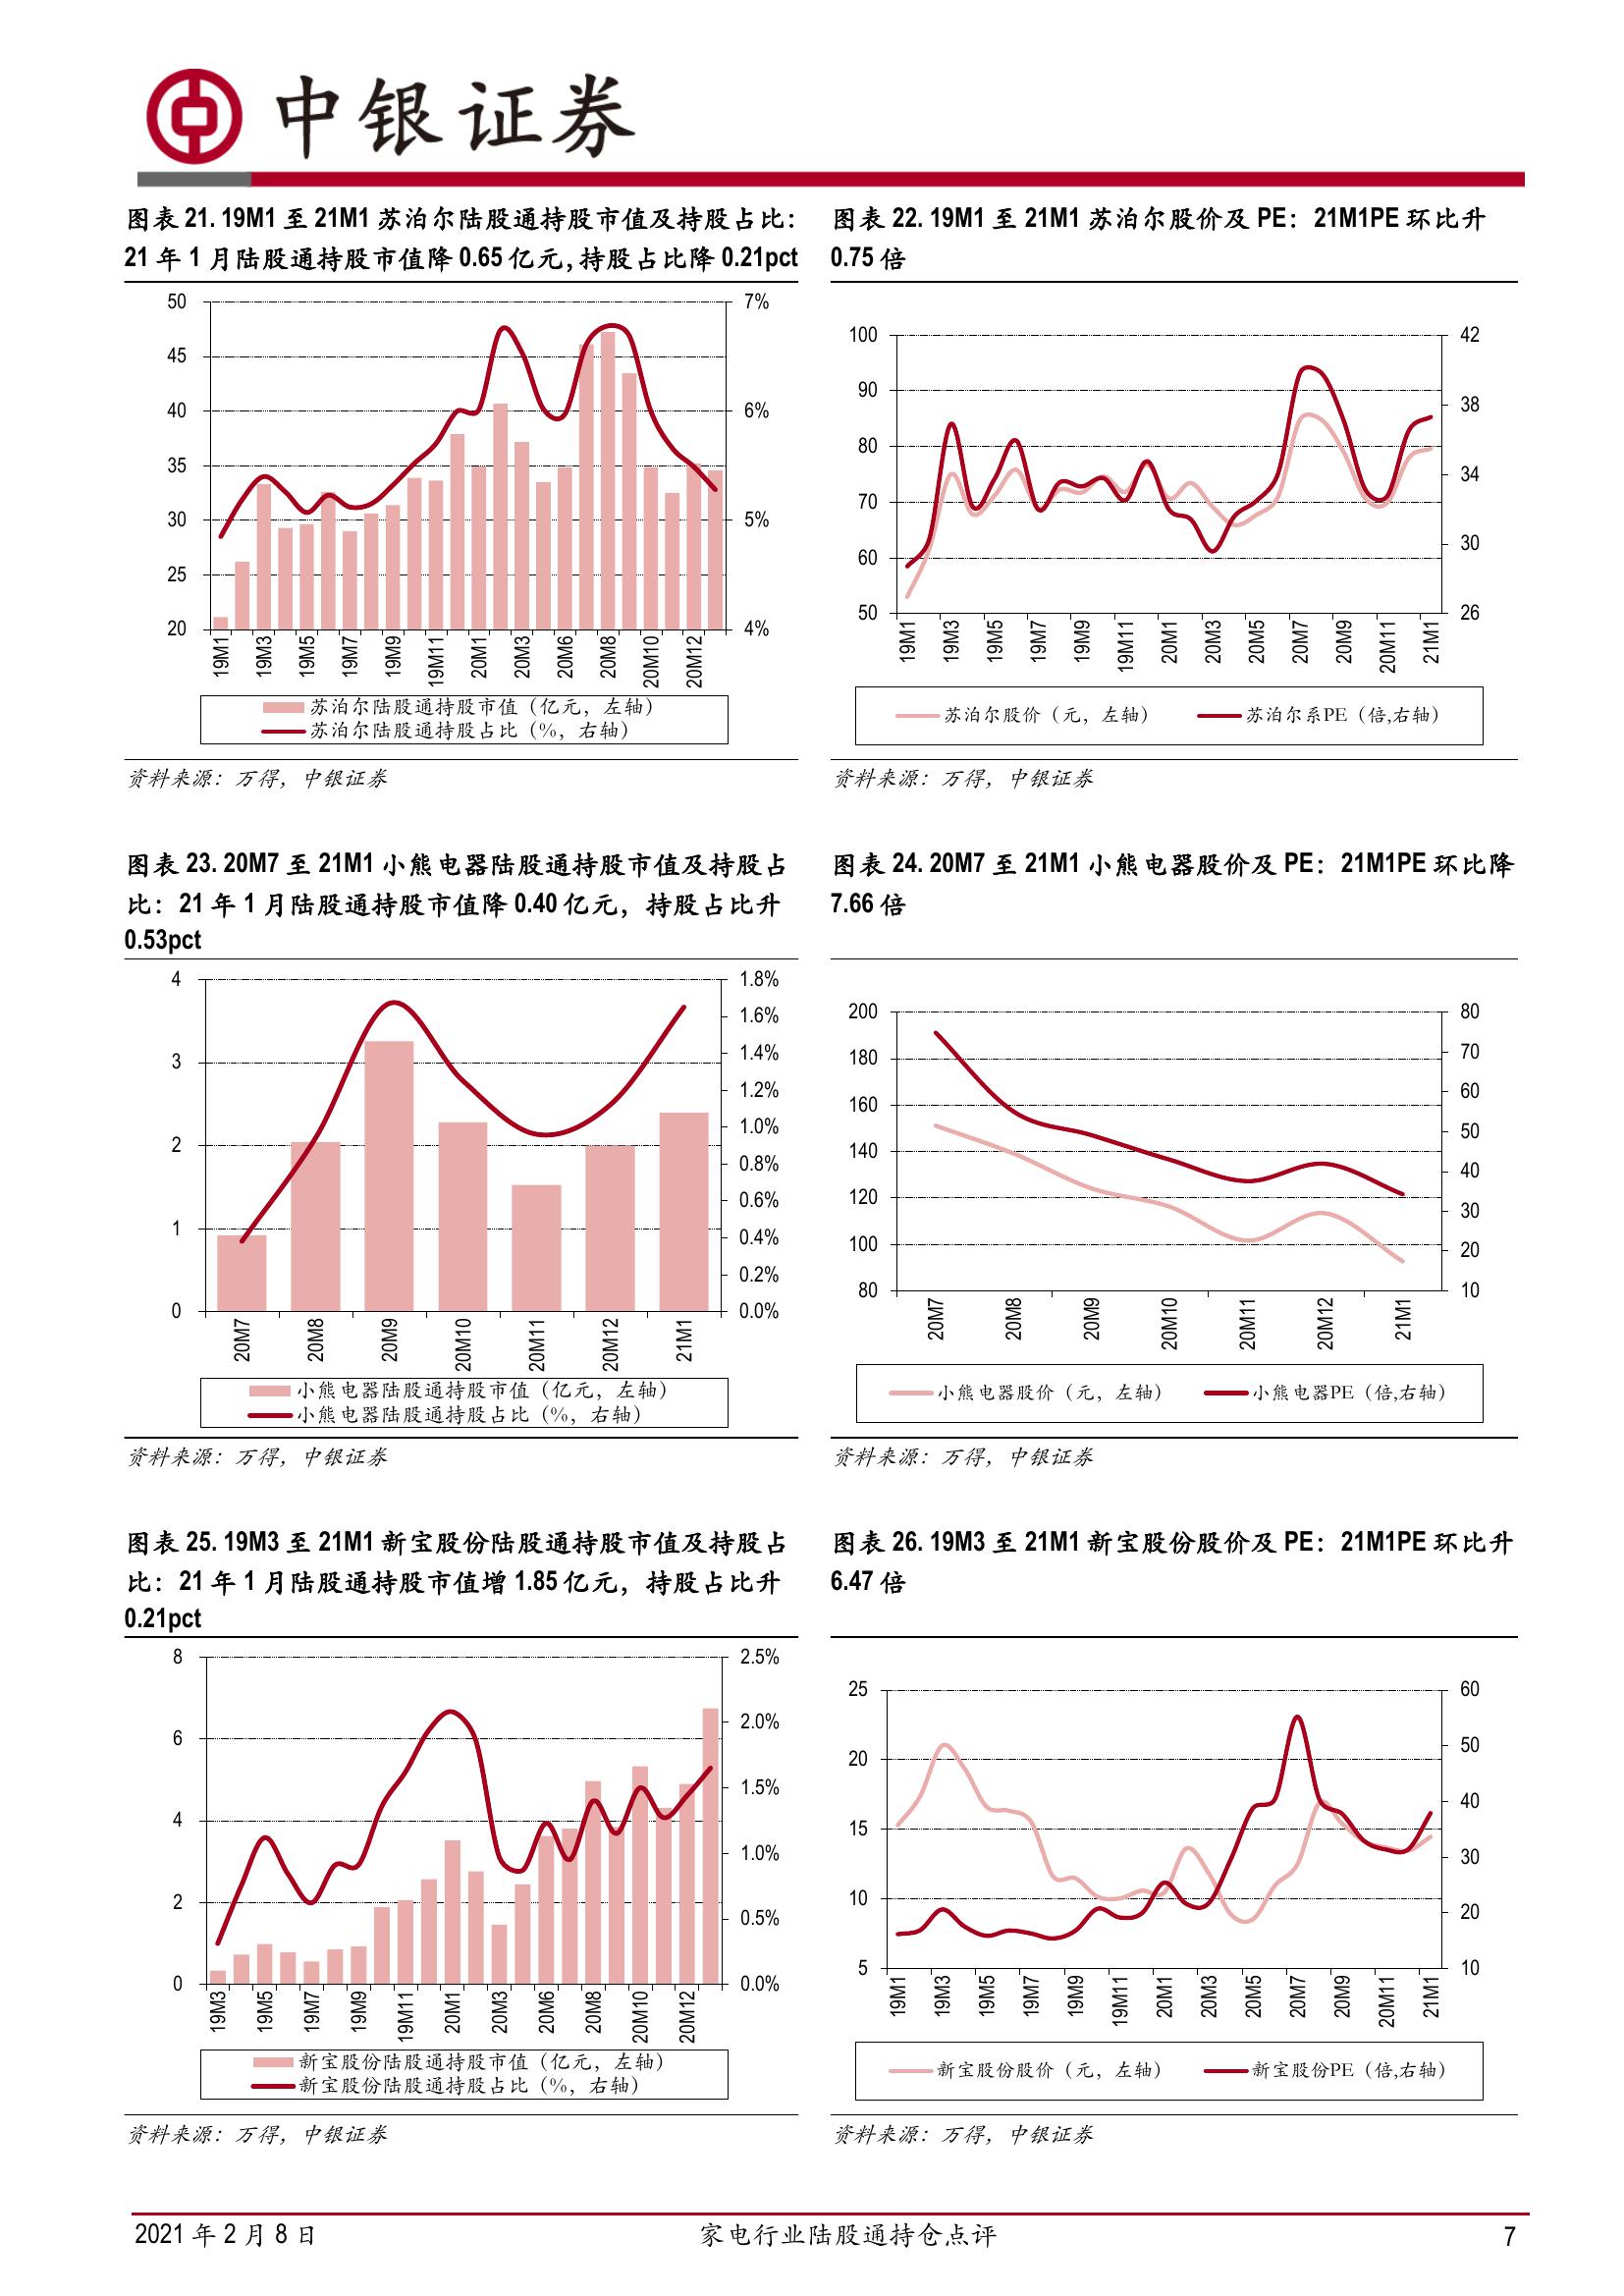 中银证券
图表 21. 19M1 至 21M1 苏泊尔陆股通持股市值及持股占比：
21 年 1 月陆股通持股市值降 0.65 亿元，持股占比降 0.21pct
50
45
40
35
30
25
20
7%
6%
5%
4%
19M1
19M3
19M5
19M7
19M9
19M11
20M1
20M3
20M6
20M8
20M10
20M12
苏泊尔陆股通持股市值（亿元，左轴）
苏泊尔陆股通持股占比（%，右轴）
资料来源：万得，中银证券
图表 22. 19M1 至 21M1 苏泊尔股价及 PE：21M1PE 环比升
0.75 倍
100
90
80
70
60
50
42
38
34
30
26
19M1
19M3
19M5
19M7
19M9
19M11
20M1
20M3
20M5
20M7
20M9
20M11
21M1
苏泊尔股价（元，左轴）
苏泊尔系PE（倍,右轴）
资料来源：万得，中银证券
图表 23. 20M7 至 21M1 小熊电器陆股通持股市值及持股占
比：21 年 1 月陆股通持股市值降 0.40 亿元，持股占比升
0.53pct
4
3
2
1
0
1.8%
1.6%
1.4%
1.2%
1.0%
0.8%
0.6%
0.4%
0.2%
0.0%
20M7
20M8
20M9
20M10
20M11
20M12
21M1
小熊电器陆股通持股市值（亿元，左轴）
小熊电器陆股通持股占比（%，右轴）
资料来源：万得，中银证券
图表 24. 20M7 至 21M1 小熊电器股价及 PE：21M1PE 环比降
7.66 倍
200
180
160
140
120
100
80
80
70
60
50
40
30
20
10
20M7
20M8
20M9
20M10
20M11
20M12
21M1
小熊电器股价（元，左轴）
小熊电器PE（倍,右轴）
资料来源：万得，中银证券
图表 25. 19M3 至 21M1 新宝股份陆股通持股市值及持股占
比：21 年 1 月陆股通持股市值增 1.85 亿元，持股占比升
0.21pct
8
6
4
2
0
2.5%
2.0%
1.5%
1.0%
0.5%
0.0%
19M3
19M5
19M7
19M9
19M11
20M1
20M3
20M6
20M8
20M10
20M12
新宝股份陆股通持股市值（亿元，左轴）
新宝股份陆股通持股占比（%，右轴）
资料来源：万得，中银证券
图表 26. 19M3 至 21M1 新宝股份股价及 PE：21M1PE 环比升
6.47 倍
25
20
15
10
5
60
50
40
30
20
10
19M1
19M3
19M5
19M7
19M9
19M11
20M1
20M3
20M5
20M7
20M9
20M11
21M1
新宝股份股价（元，左轴）
新宝股份PE（倍,右轴）
资料来源：万得，中银证券
2021 年 2 月 8 日
家电行业陆股通持仓点评
7